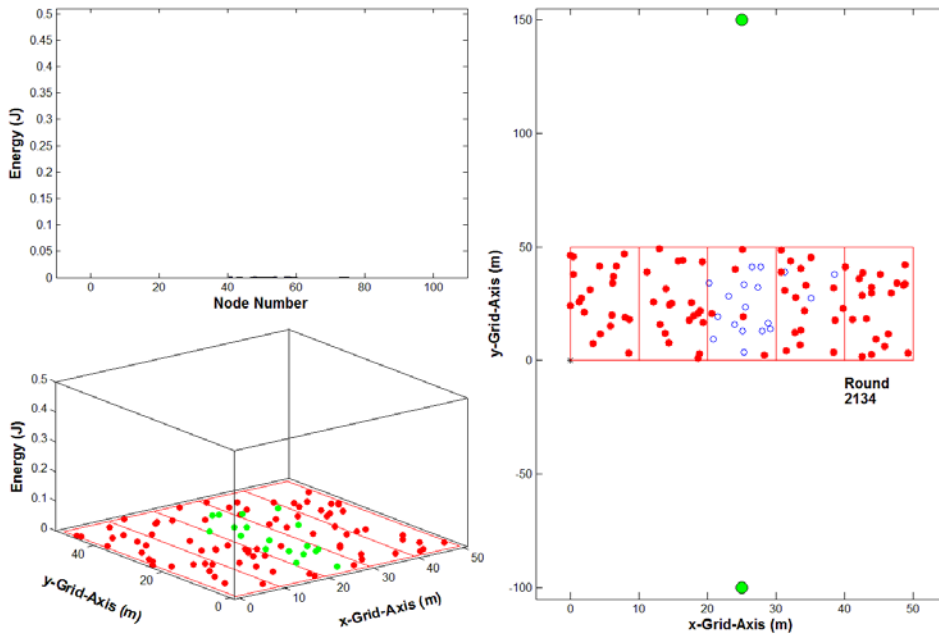 0.5
0.45
0.4
0.35
0.3
0.25
0.2
0.15
0.1
0.05
0
Energy (J)
0 20 40 60 80 100
Node Number
0.5
0.4
0.3
0.2
0.1
0
Energy (J)
40
20
0
y-Grid-Axis (m)
0 10 20 30 40 50
x-Grid-Axis (m)
150
100
50
0
-50
-100
y-Grid-Axis (m)
Round
2134
0 10 20 30 40 50
x-Grid-Axis (m)